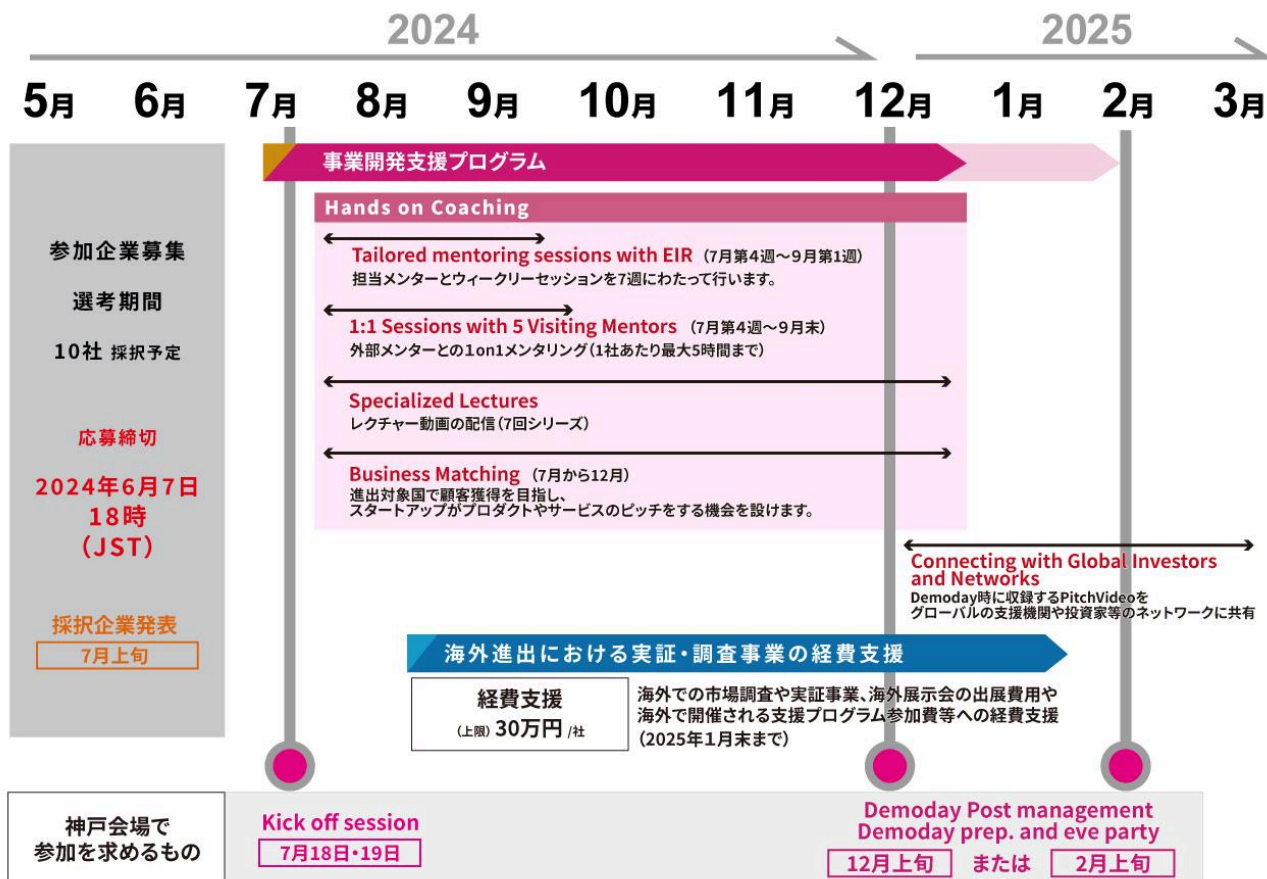 2024
2025
5月 6月 7月 8月 9月 10月 11月 12月 1月 2月 3月
事業開発支援プログラム
参加企業募集
選考期間
10社 採択予定
応募締切
2024年6月7日
18時
(JST)
採択企業発表
7月上旬
Hands on Coaching
Tailored mentoring sessions with EIR (7月第4週～9月第1週)
担当メンターとウィークリーセッションを7週にわたって行います。
1:1 Sessions with 5 Visiting Mentors (7月第4週～9月末)
外部メンターとの1on1メンタリング(1社あたり最大5時間まで)
Specialized Lectures
レクチャー動画の配信(7回シリーズ)
Business Matching (7月から12月)
進出対象国で顧客獲得を目指し、
スタートアップがプロダクトやサービスのピッチをする機会を設けます。
Connecting with Global Investors
and Networks
Demoday時に収録するPitchVideoを
グローバルの支援機関や投資家等のネットワークに共有
海外進出における実証・調査事業の経費支援
経費支援
(上限) 30万円 /社
海外での市場調査や実証事業、海外展示会の出展費用や
海外で開催される支援プログラム参加費等への経費支援
(2025年1月末まで)
神戸会場で
参加を求めるもの
Kick off session
7月18日・19日
Demoday Post management
Demoday prep. and eve party
12月上旬 または 2月上旬